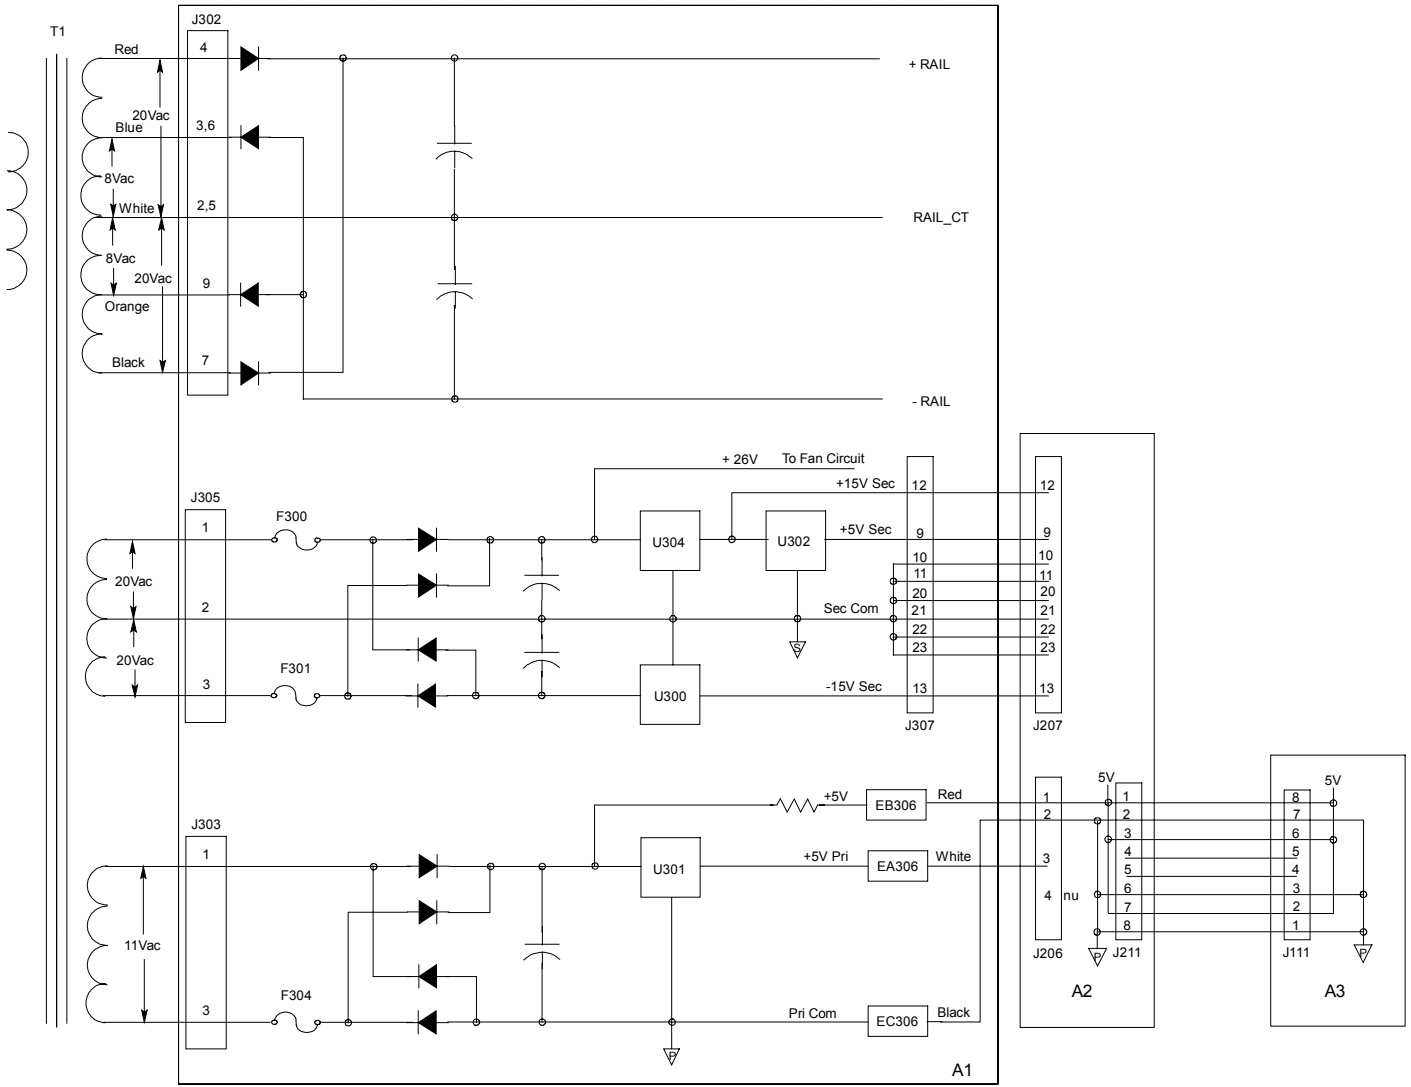 T1
J302
Red
4
+ RAIL
20Vac
Blue
3,6
8Vac
White
2,5
RAIL_CT
8Vac
20Vac
9
Orange
Black
7
- RAIL
+ 26V
To Fan Circuit
+15V Sec
12
12
J305
1
F300
U304
U302
+5V Sec
9
9
10
10
11
11
20Vac
20
20
2
Sec Com
21
21
S
22
22
23
23
20Vac
3
F301
U300
-15V Sec
13
13
J307
J207
J303
+5V
EB306
Red
1
2
5V
1
2
3
4
5
6
7
8
8
7
6
5
4
3
2
1
5V
1
U301
+5V Pri
EA306
White
3
4
nu
11Vac
J206
P
J211
J111
P
A2
A3
3
F304
Pri Com
EC306
Black
P
A1